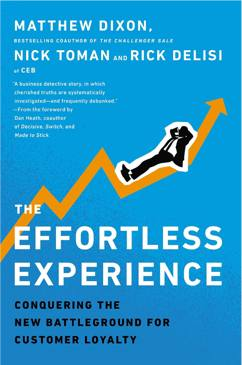 MATTHEW DIXON,
BESTSELLING COAUTHOR OF THE CHALLENGER SALE
NICK TOMAN AND RICK DELISI
of CEB
"A business detective story, in which
cherished truths are systematically
investigated—and frequently debunked."
—From the foreword by
Dan Heath, coauthor
of Decisive, Switch, and
Made to Stick
THE
EFFORTLESS
EXPERIENCE
CONQUERING THE
NEW BATTLEGROUND FOR
CUSTOMER LOYALTY